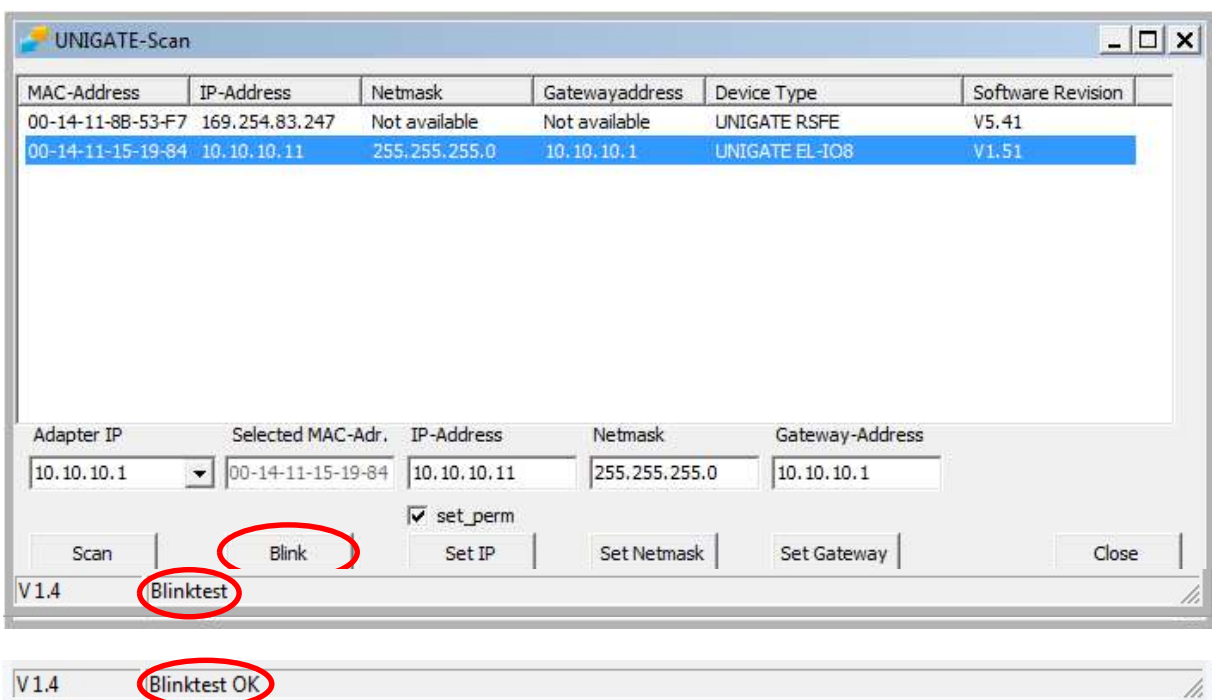 UNIGATE-Scan
MAC-Address IP-Address Netmask Gatewayaddress Device Type Software Revision
00-14-11-8B-53-F7 169.254.83.247 Not available Not available UNIGATE RSFE V5.41
00-14-11-15-19-84 10.10.10.11 255.255.255.0 10.10.10.1 UNIGATE EL-IO8 V1.51
Adapter IP Selected MAC-Adr. IP-Address Netmask Gateway-Address
10.10.10.1 00-14-11-15-19-84 10.10.10.11 255.255.255.0 10.10.10.1
set_perm
Scan Blink Set IP Set Netmask Set Gateway Close
V 1.4 Blinktest
V 1.4 Blinktest OK